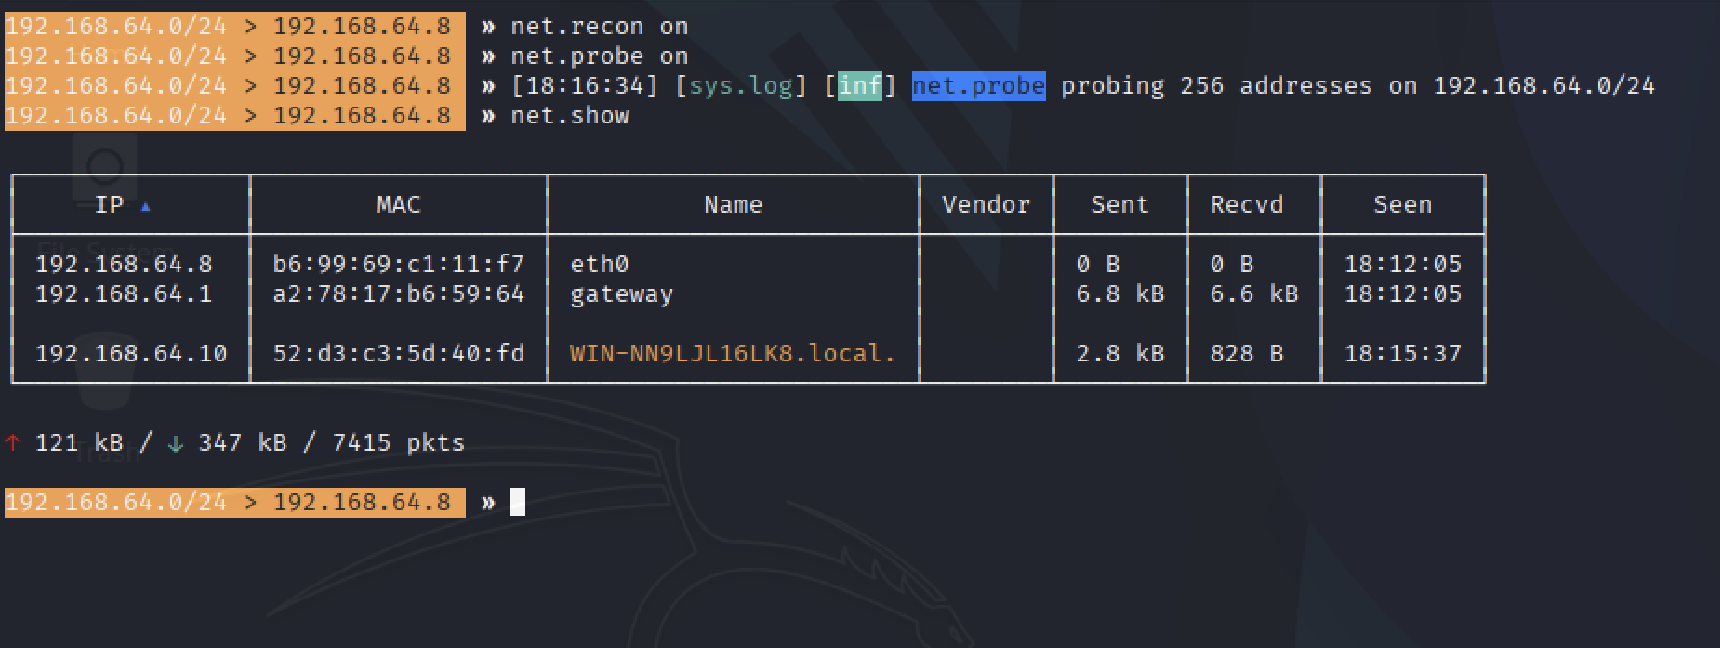 192.168.64.0/24 > 192.168.64.8 » net.recon on
192.168.64.0/24 > 192.168.64.8 » net.probe on
192.168.64.0/24 > 192.168.64.8 » [18:16:34] [sys.log] [inf] net.probe probing 256 addresses on 192.168.64.0/24
192.168.64.0/24 > 192.168.64.8 » net.show
IP ▲ MAC Name Vendor Sent Recvd Seen
File System
192.168.64.8 b6:99:69:c1:11:f7 eth0 0 B 0 B 18:12:05
192.168.64.1 a2:78:17:b6:59:64 gateway 6.8 kB 6.6 kB 18:12:05
192.168.64.10 52:d3:c3:5d:40:fd WIN-NN9LJL16LK8.local. 2.8 kB 828 B 18:15:37
↑ 121 kB / ↓ 347 kB / 7415 pkts
Trash
192.168.64.0/24 > 192.168.64.8 »